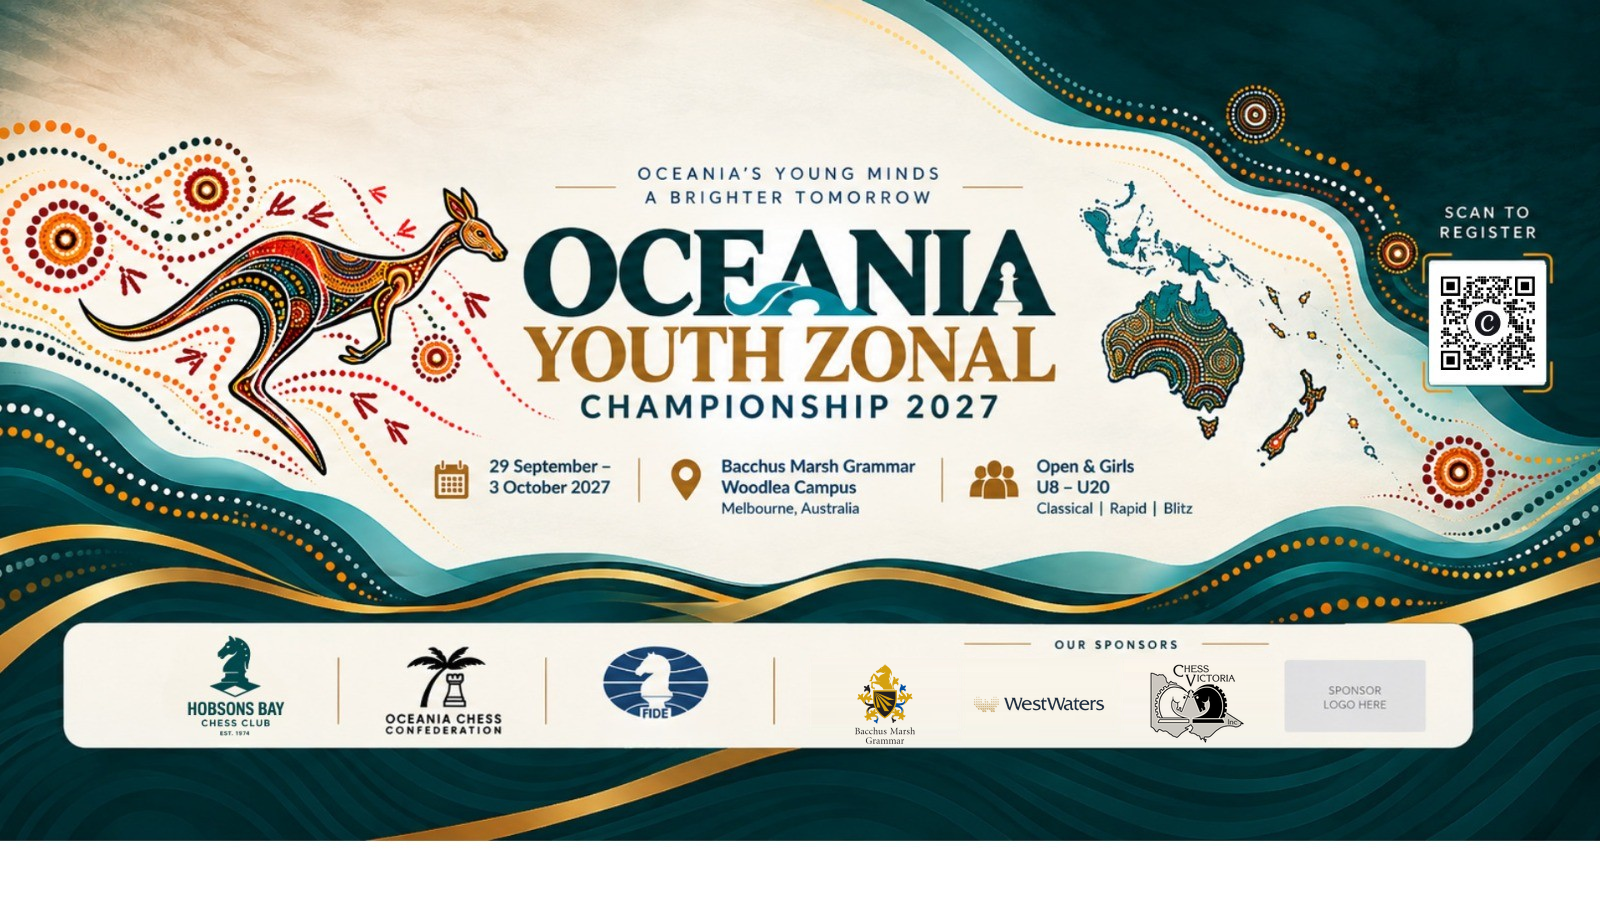 OCEANIA'S YOUNG MINDS
A BRIGHTER TOMORROW
OCEANIA
YOUTH ZONAL
CHAMPIONSHIP 2027
SCAN TO
REGISTER
C
29 September –
3 October 2027
Bacchus Marsh Grammar
Woodlea Campus
Melbourne, Australia
Open & Girls
U8 – U20
Classical | Rapid | Blitz
HOBSONS BAY
CHESS CLUB
EST. 1974
OCEANIA CHESS
CONFEDERATION
FIDE
OUR SPONSORS
Bacchus Marsh
Grammar
WestWaters
CHESS
VICTORIA
Inc
SPONSOR
LOGO HERE